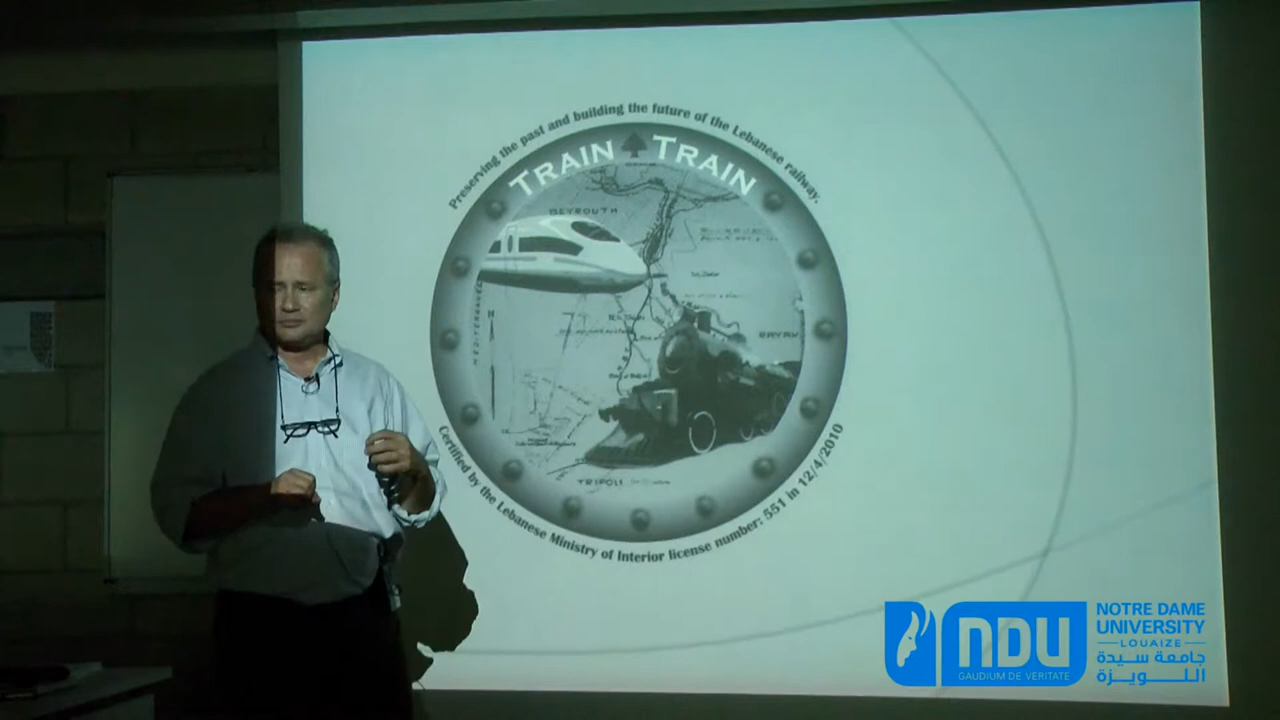 Preserving the past and building the future of the Lebanese railway.
TRAIN TRAIN
BEYROUTH
N
RAYAK
TRIPOLI
Certified by the Lebanese Ministry of Interior license number: 551 in 12/4/2010
NDU
GAUDIUM DE VERITATE
NOTRE DAME
UNIVERSITY
LOUAIZE
جامعة سيدة
اللويزة